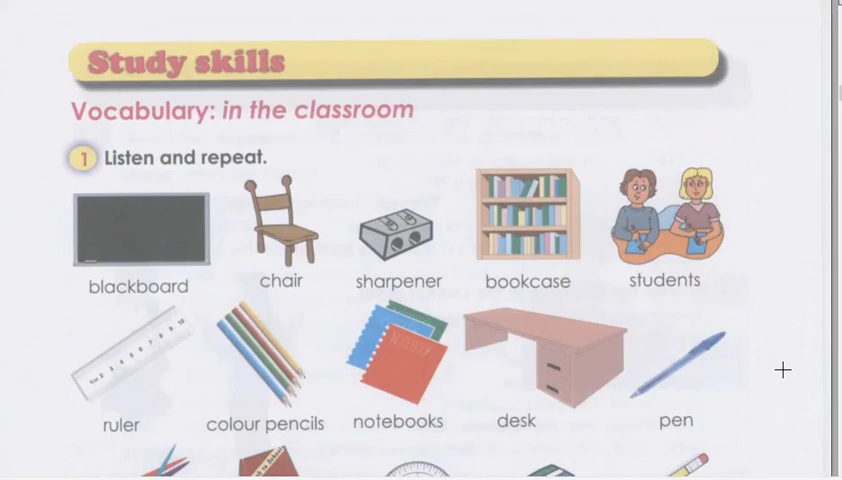 Study skills
Vocabulary: in the classroom
1 Listen and repeat.
blackboard chair sharpener bookcase students
ruler colour pencils notebooks desk pen